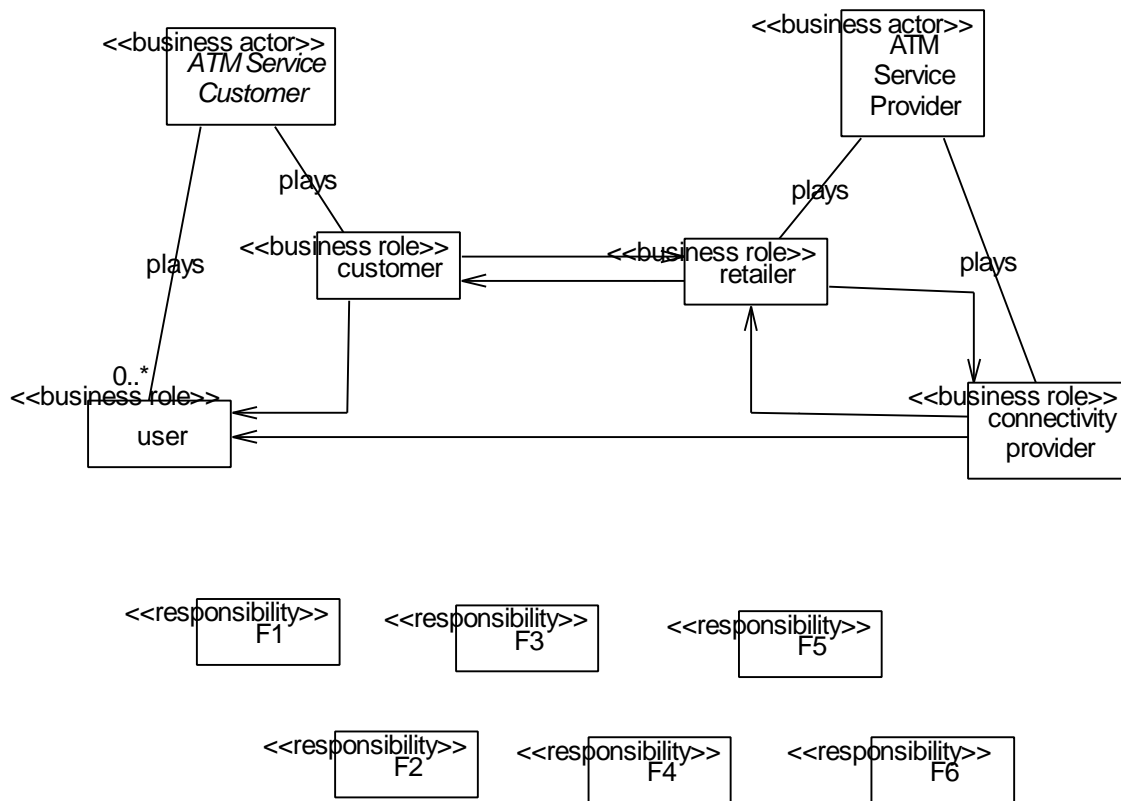 <<business actor>>
ATM Service
Customer
<<business actor>>
ATM
Service
Provider
plays
plays
<<business role>>
customer
<<business role>>
retailer
plays
plays
0..*
<<business role>>
user
<<business role>>
connectivity
provider
<<responsibility>>
F1
<<responsibility>>
F3
<<responsibility>>
F5
<<responsibility>>
F2
<<responsibility>>
F4
<<responsibility>>
F6